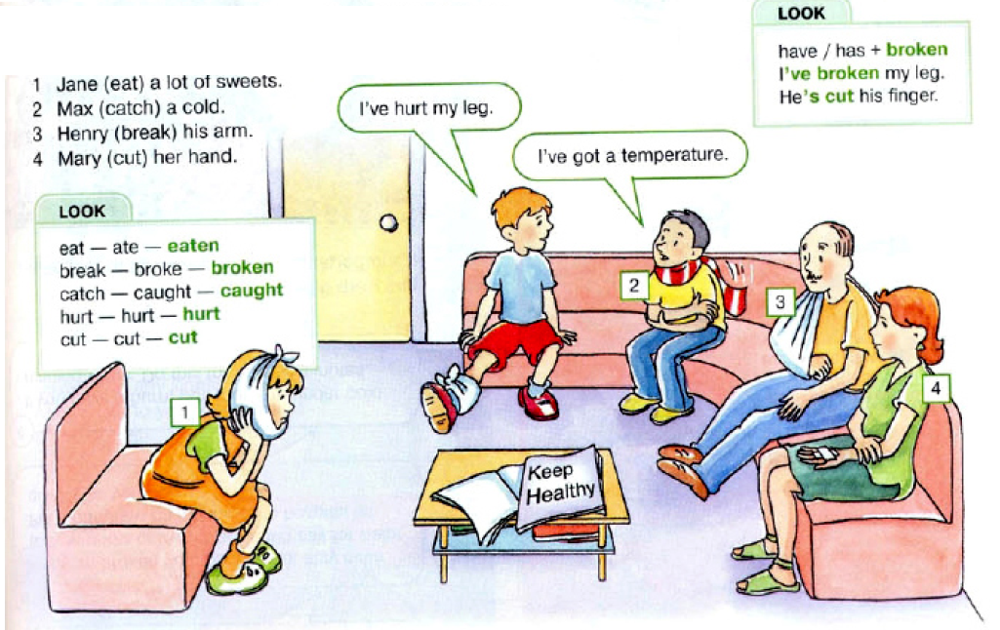 LOOK
have / has + broken
I've broken my leg.
He's cut his finger.
1 Jane (eat) a lot of sweets.
2 Max (catch) a cold.
3 Henry (break) his arm.
4 Mary (cut) her hand.
I've hurt my leg.
I've got a temperature.
LOOK
eat — ate — eaten
break — broke — broken
catch — caught — caught
hurt — hurt — hurt
cut — cut — cut
1
2
3
4
Keep
Healthy